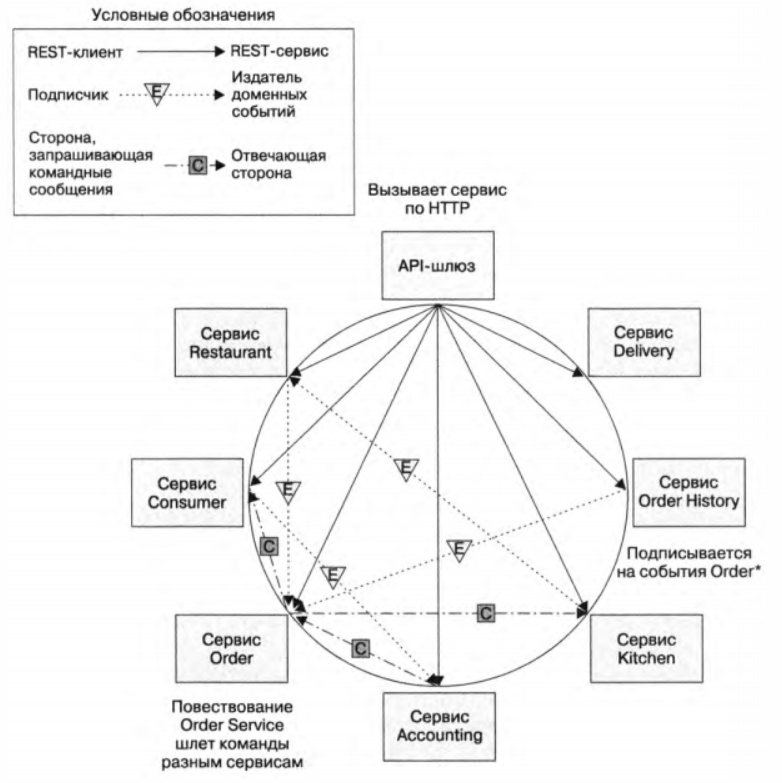 Условные обозначения
REST-клиент
REST-сервис
Подписчик
E
Издатель
доменных
событий
Сторона,
запрашивающая
командные
сообщения
C
Отвечающая
сторона
Вызывает сервис
по HTTP
API-шлюз
Сервис
Restaurant
Сервис
Delivery
E
Сервис
Consumer
E
Сервис
Order History
C
E
E
Подписывается
на события Order*
C
Сервис
Order
C
Сервис
Kitchen
Повествование
Order Service
шлет команды
разным сервисам
Сервис
Accounting